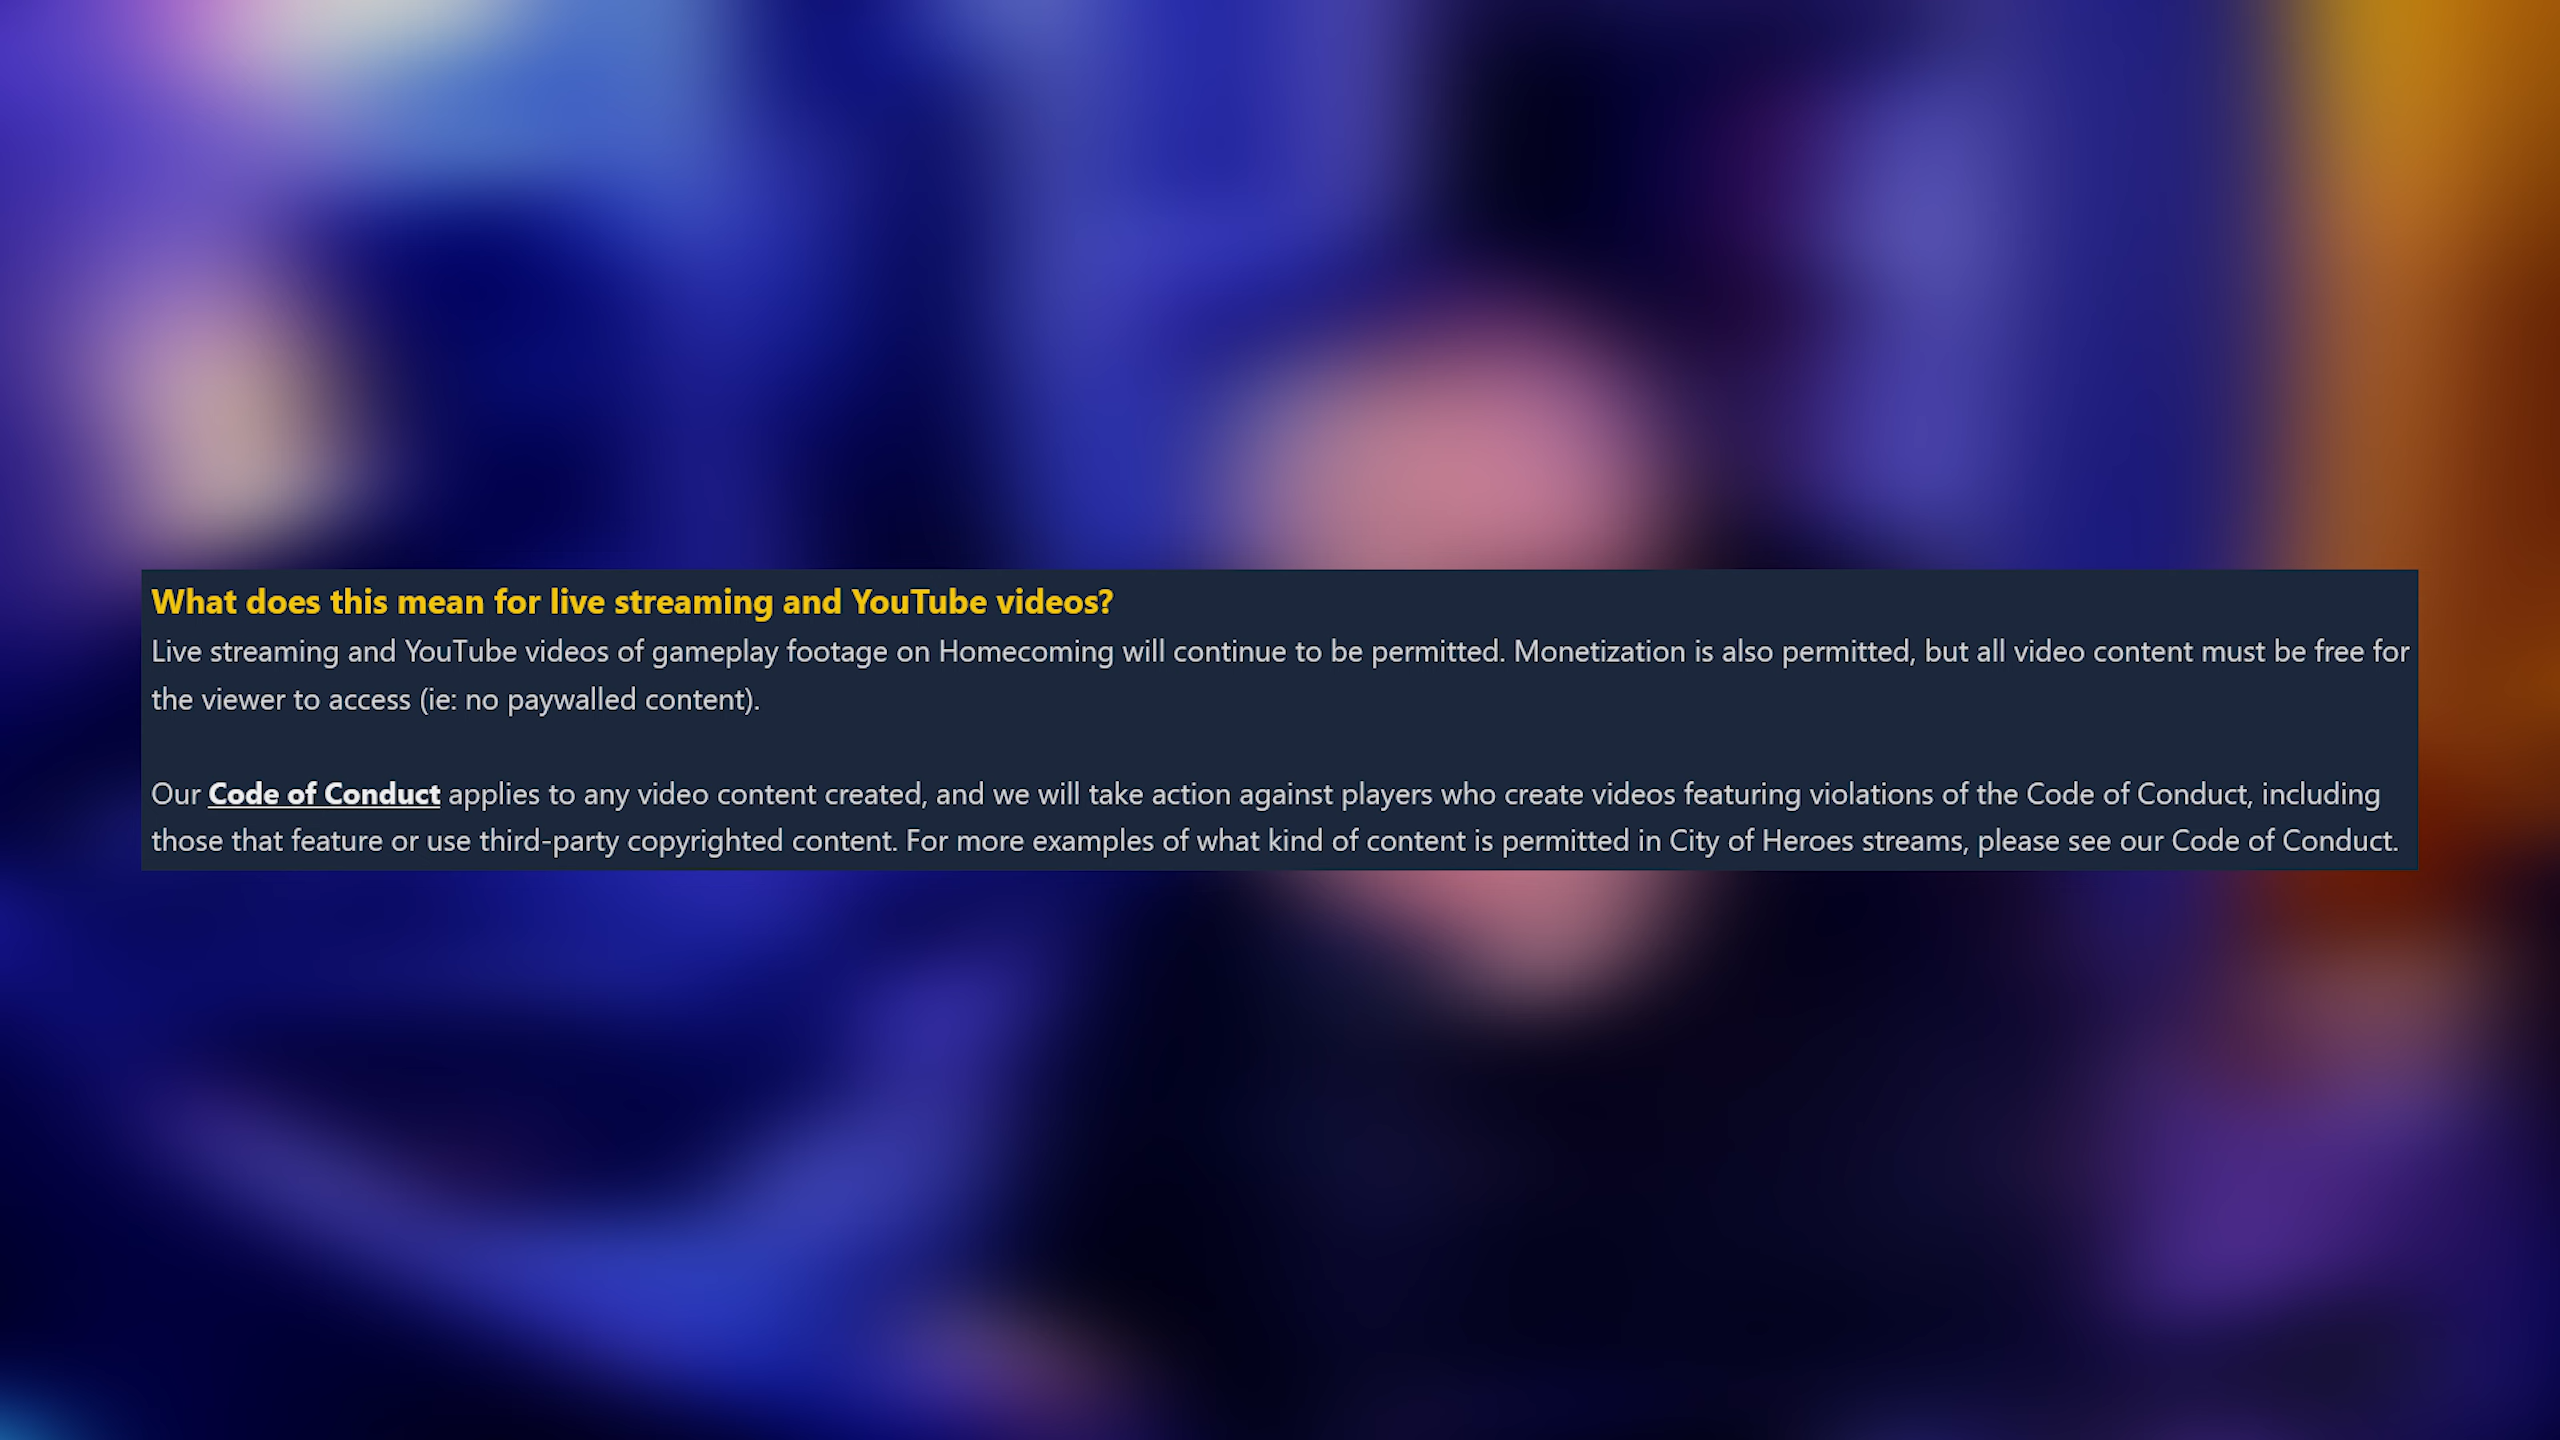 What does this mean for live streaming and YouTube videos?
Live streaming and YouTube videos of gameplay footage on Homecoming will continue to be permitted. Monetization is also permitted, but all video content must be free for
the viewer to access (ie: no paywalled content).
Our Code of Conduct applies to any video content created, and we will take action against players who create videos featuring violations of the Code of Conduct, including
those that feature or use third-party copyrighted content. For more examples of what kind of content is permitted in City of Heroes streams, please see our Code of Conduct.